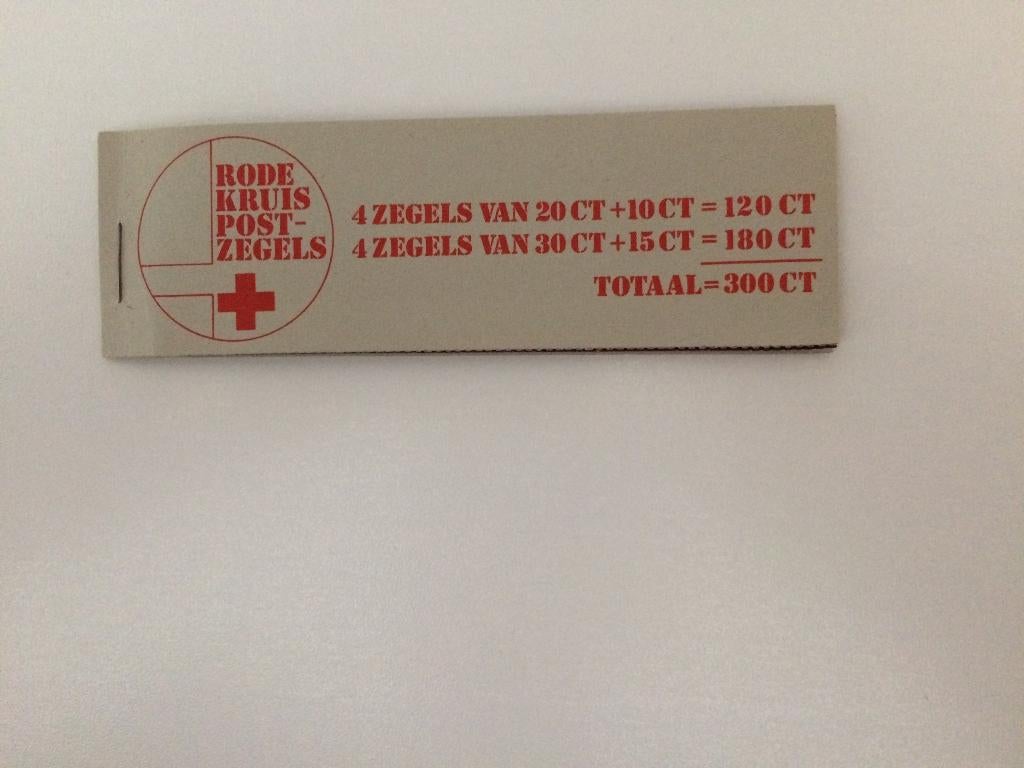 RODE
KRUIS
POST-
ZEGELS
4 ZEGELS VAN 20 CT + 10 CT = 120 CT
4 ZEGELS VAN 30 CT + 15 CT = 180 CT
TOTAAL = 300 CT